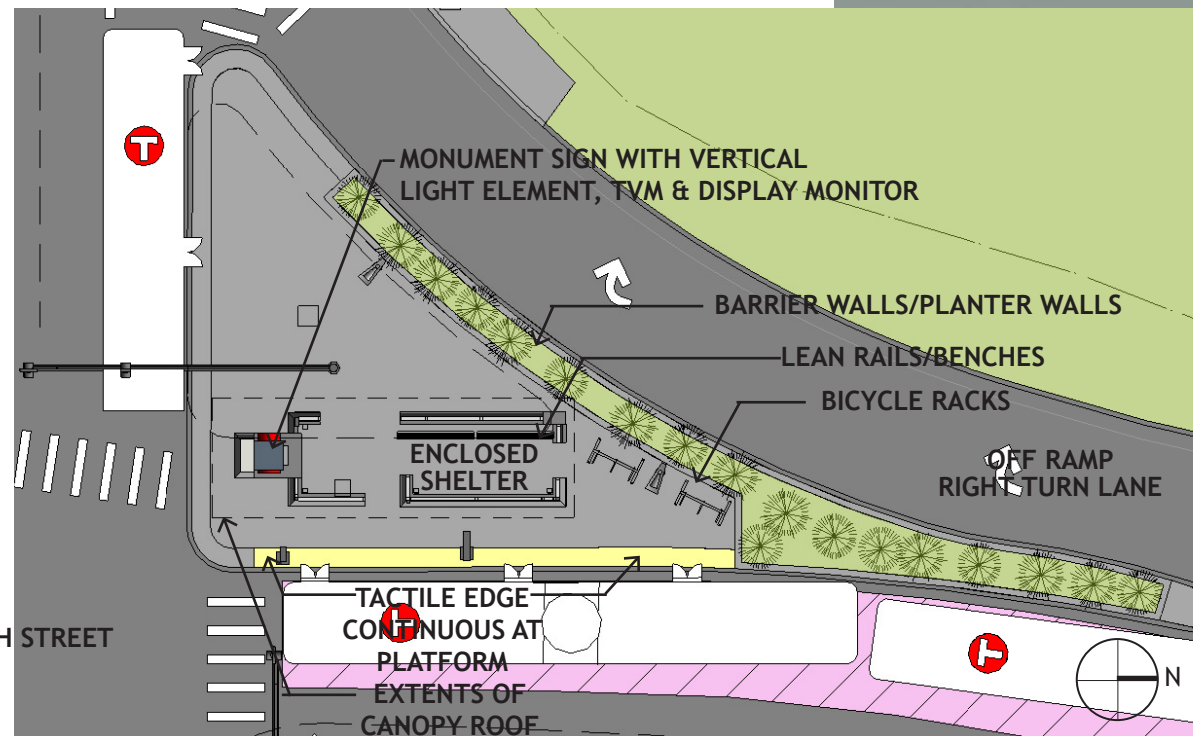 T
MONUMENT SIGN WITH VERTICAL
LIGHT ELEMENT, TVM & DISPLAY MONITOR
BARRIER WALLS/PLANTER WALLS
LEAN RAILS/BENCHES
BICYCLE RACKS
ENCLOSED
SHELTER
OFF RAMP
RIGHT TURN LANE
TACTILE EDGE
CONTINUOUS AT
PLATFORM
T
T
H STREET
EXTENTS OF
CANOPY ROOF
N